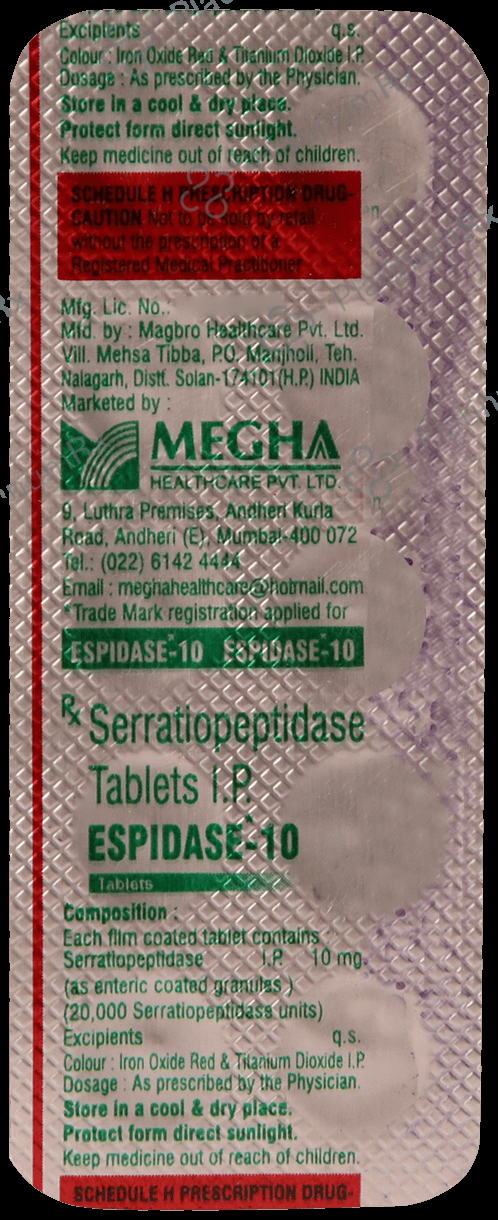 Excipients q.s.
Colour : Iron Oxide Red & Titanium Dioxide I.P.
Dosage : As prescribed by the Physician.
Store in a cool & dry place.
Protect form direct sunlight.
Keep medicine out of reach of children.
SCHEDULE H PRESCRIPTION DRUG-
CAUTION Not to be sold by retail
without the prescription of a
Registered Medical Practitioner
Mfg. Lic. No.:
Mfd. by : Magbro Healthcare Pvt. Ltd.
Vill. Mehsa Tibba, P.O. Manjholi, Teh.
Nalagarh, Distt. Solan-174101(H.P.) INDIA
Marketed by :
MEGHA
HEALTHCARE PVT. LTD.
9, Luthra Premises, Andheri Kurla
Road, Andheri (E), Mumbai-400 072
Tel.: (022) 6142 4444
Email : meghahealthcare@hotmail.com
*Trade Mark registration applied for
ESPIDASE*-10 ESPIDASE*-10
Rx Serratiopeptidase
Tablets I.P.
ESPIDASE*-10
Tablets
Composition :
Each film coated tablet contains :
Serratiopeptidase I.P. 10 mg.
(as enteric coated granules )
(20,000 Serratiopeptidase units)
Excipients q.s.
Colour : Iron Oxide Red & Titanium Dioxide I.P.
Dosage : As prescribed by the Physician.
Store in a cool & dry place.
Protect form direct sunlight.
Keep medicine out of reach of children.
SCHEDULE H PRESCRIPTION DRUG-